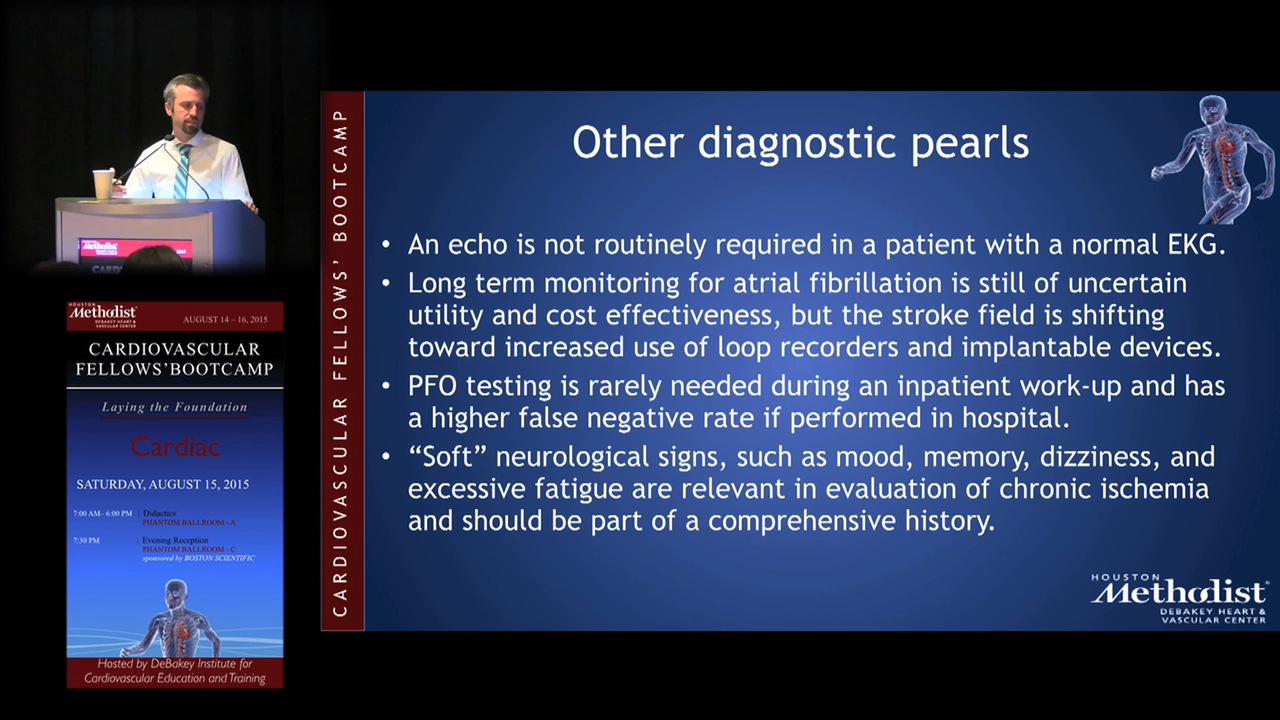 Methodist
CARDIOVASCULAR FELLOWS' BOOTCAMP
Other diagnostic pearls
• An echo is not routinely required in a patient with a normal EKG.
• Long term monitoring for atrial fibrillation is still of uncertain
utility and cost effectiveness, but the stroke field is shifting
toward increased use of loop recorders and implantable devices.
• PFO testing is rarely needed during an inpatient work-up and has
a higher false negative rate if performed in hospital.
• “Soft” neurological signs, such as mood, memory, dizziness, and
excessive fatigue are relevant in evaluation of chronic ischemia
and should be part of a comprehensive history.
HOUSTON
Methodist
DEBAKEY HEART &
VASCULAR CENTER
HOUSTON
Methodist
DEBAKEY HEART &
VASCULAR CENTER
AUGUST 14 – 16, 2015
CARDIOVASCULAR
FELLOWS'BOOTCAMP
Laying the Foundation
Cardiac
SATURDAY, AUGUST 15, 2015
7:00 AM– 6:00 PM | Didactics
PHANTOM BALLROOM - A
7:30 PM | Evening Reception
PHANTOM BALLROOM - C
sponsored by BOSTON SCIENTIFIC
Hosted by DeBakey Institute for
Cardiovascular Education and Training